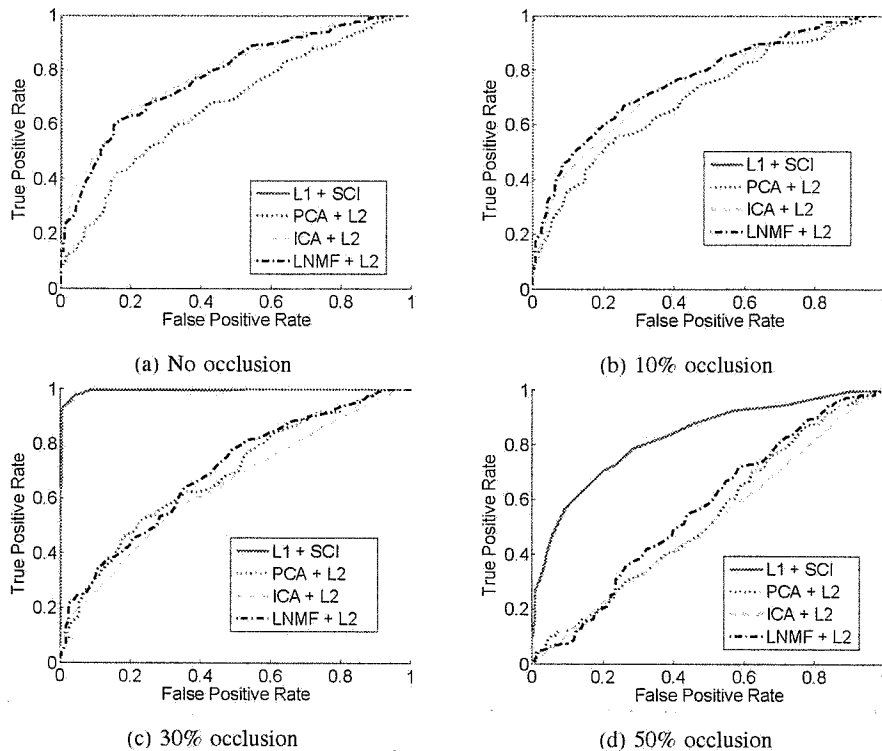 1
0.8
0.6
0.4
0.2
0
True Positive Rate
L1 + SCI
PCA + L2
ICA + L2
LNMF + L2
0 0.2 0.4 0.6 0.8 1
False Positive Rate
(a) No occlusion
1
0.8
0.6
0.4
0.2
0
True Positive Rate
L1 + SCI
PCA + L2
ICA + L2
LNMF + L2
0 0.2 0.4 0.6 0.8
False Positive Rate
(b) 10% occlusion
1
0.8
0.6
0.4
0.2
0
True Positive Rate
L1 + SCI
PCA + L2
ICA + L2
LNMF + L2
0 0.2 0.4 0.6 0.8 1
False Positive Rate
(c) 30% occlusion
1
0.8
0.6
0.4
0.2
0
True Positive Rate
L1 + SCI
PCA + L2
ICA + L2
LNMF + L2
0 0.2 0.4 0.6 0.8
False Positive Rate
(d) 50% occlusion